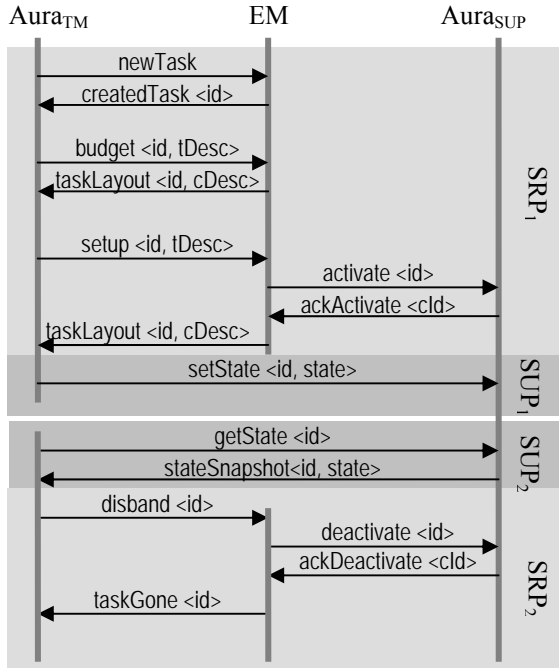 Aura_TM EM Aura_SUP
newTask
createdTask <id>
budget <id, tDesc>
taskLayout <id, cDesc>
SRP₁
setup <id, tDesc>
activate <id>
ackActivate <cId>
taskLayout <id, cDesc>
setState <id, state>
SUP₁
getState <id>
stateSnapshot<id, state>
SUP₂
disband <id>
deactivate <id>
ackDeactivate <cId>
SRP₂
taskGone <id>